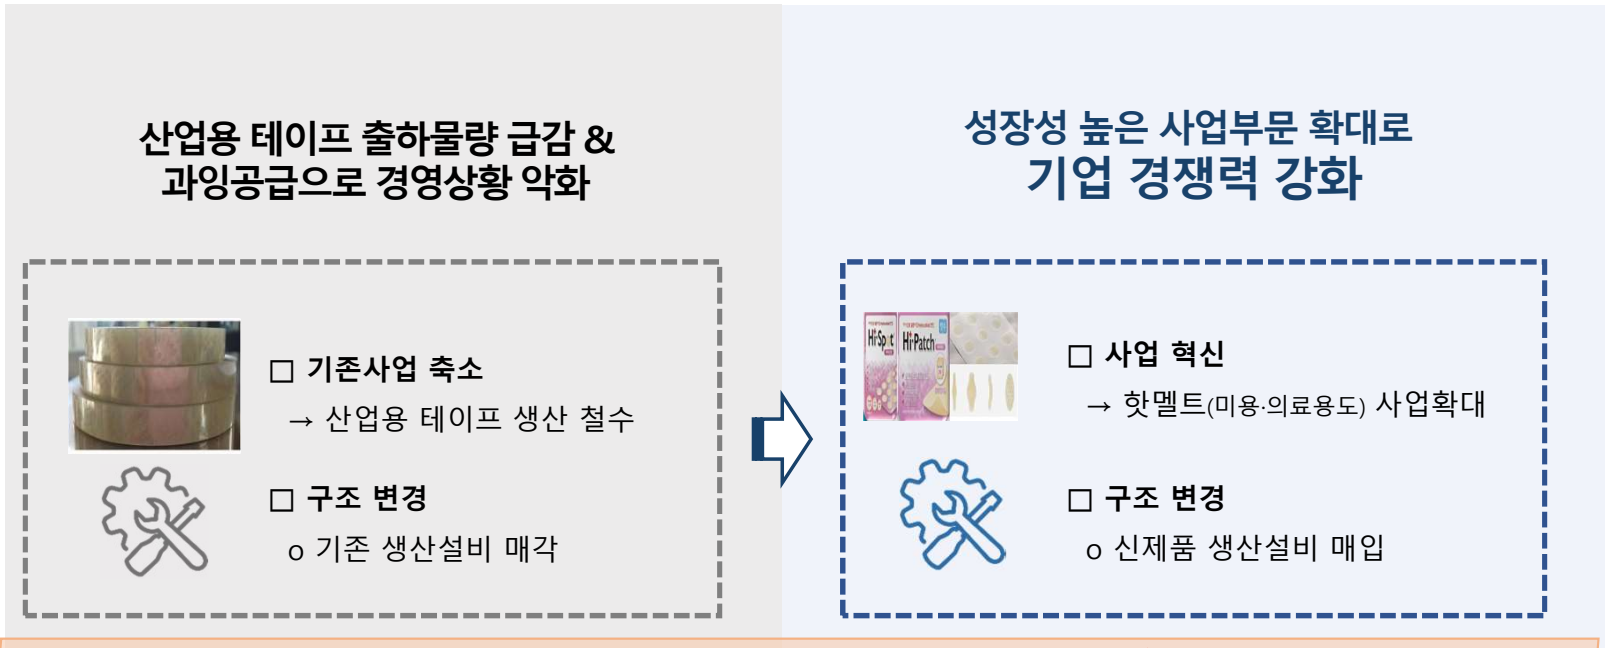 산업용 테이프 출하물량 급감 &
과잉공급으로 경영상황 악화
□ 기존사업 축소
→ 산업용 테이프 생산 철수
□ 구조 변경
o 기존 생산설비 매각
성장성 높은 사업부문 확대로
기업 경쟁력 강화
Hi-Spot
Hi-Patch
□ 사업 혁신
→ 핫멜트(미용·의료용도) 사업확대
□ 구조 변경
o 신제품 생산설비 매입